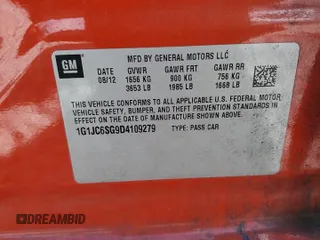 GM
MFD BY GENERAL MOTORS LLC
08/12 GVWR GAWR FRT GAWR RR
1656 KG 900 KG 756 KG
3653 LB 1985 LB 1668 LB
THIS VEHICLE CONFORMS TO ALL APPLICABLE U.S. FEDERAL MOTOR
VEHICLE SAFETY, BUMPER, AND THEFT PREVENTION STANDARDS
IN EFFECT ON THE DATE OF MANUFACTURE SHOWN ABOVE.
1G1JC6SG9D4109279 TYPE: PASS CAR
DREAMBID